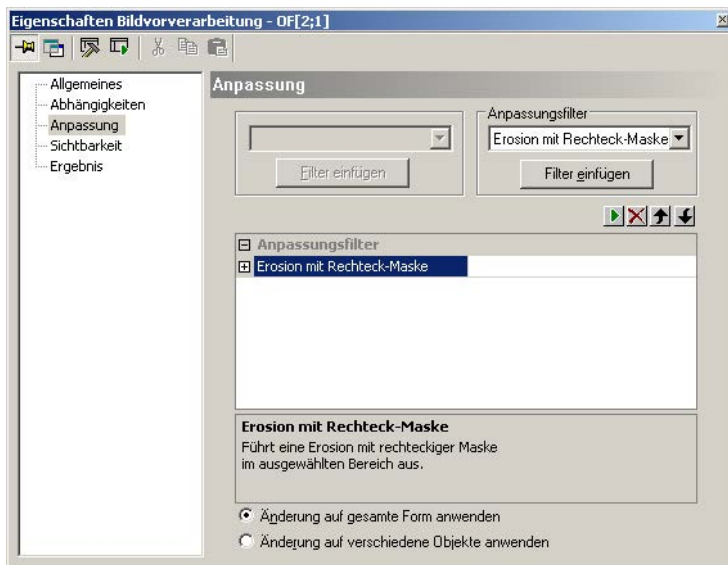 Eigenschaften Bildvorverarbeitung - OF[2;1]
Allgemeines
Abhängigkeiten
Anpassung
Sichtbarkeit
Ergebnis
Anpassung
Filter einfügen
Anpassungsfilter
Erosion mit Rechteck-Maske
Filter einfügen
Anpassungsfilter
Erosion mit Rechteck-Maske
Erosion mit Rechteck-Maske
Führt eine Erosion mit rechteckiger Maske
im ausgewählten Bereich aus.
Änderung auf gesamte Form anwenden
Änderung auf verschiedene Objekte anwenden